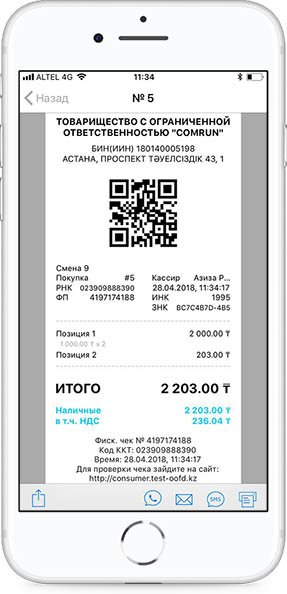 ALTEL 4G 11:34
Назад № 5
ТОВАРИЩЕСТВО С ОГРАНИЧЕННОЙ
ОТВЕТСТВЕННОСТЬЮ "COMRUN"
БИН(ИИН) 180140005198
АСТАНА, ПРОСПЕКТ ТӘУЕЛСІЗДІК 43, 1
Смена 9
Покупка #5 Кассир Азиза Р...
РНК 023909888390 28.04.2018, 11:34:17
ФП 4197174188 ИНК 1995
ЗНК BC7C4B7D-4B5
Позиция 1 2 000.00 ₸
1 000.00 ₸ x 2
Позиция 2 203.00 ₸
ИТОГО 2 203.00 ₸
Наличные 2 203.00 ₸
в т.ч. НДС 236.04 ₸
Фиск. чек № 4197174188
Код ККТ: 023909888390
Время: 28.04.2018, 11:34:17
Для проверки чека зайдите на сайт:
http://consumer.test-oofd.kz
SMS